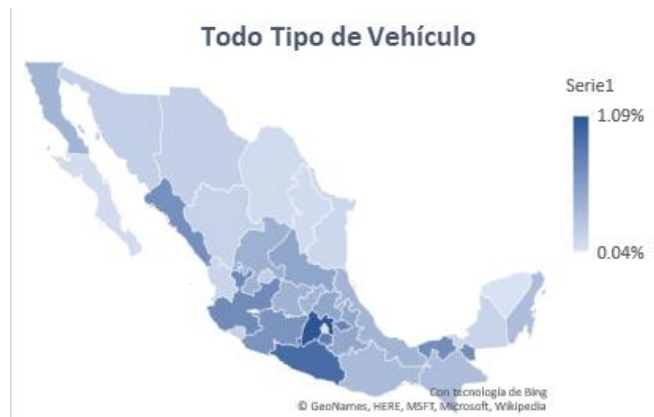 Todo Tipo de Vehículo
Serie1
1.09%
0.04%
Con tecnología de Bing
© GeoNames, HERE, MSFT, Microsoft, Wikipedia